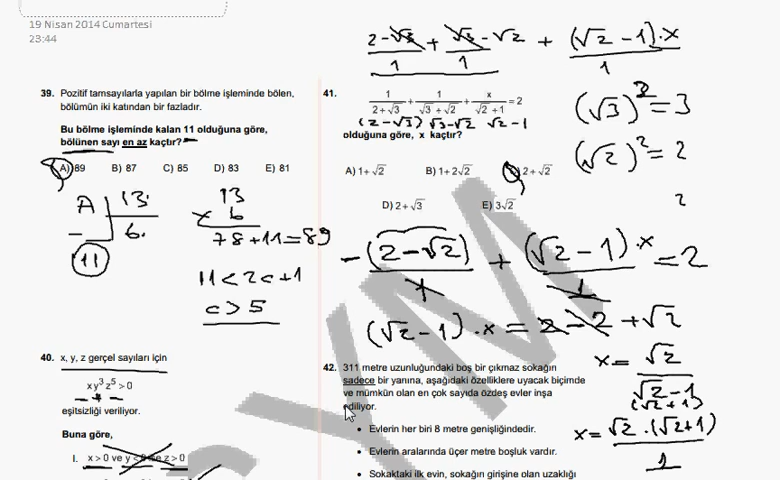 19 Nisan 2014 Cumartesi
23:44
39. Pozitif tamsayılarla yapılan bir bölme işleminde bölen,
bölümün iki katından bir fazladır.
Bu bölme işleminde kalan 11 olduğuna göre,
bölünen sayı en az kaçtır?
A) 89 B) 87 C) 85 D) 83 E) 81
A 13
6
11
13
x 6
78+11=89
11<2c+1
c>5
40. x, y, z gerçel sayıları için
xy³z⁵>0
- + -
eşitsizliği veriliyor.
Buna göre,
I. x>0 ve y<0 ve z>0
2-√3/1 + √3-√2/1 + (√2-1).x/1
41. 1/(2+√3) + 1/(√3+√2) + x/(√2+1) = 2
(2-√3) √3-√2 √2-1
olduğuna göre, x kaçtır?
A) 1+√2 B) 1+2√2 C) 2+√2
D) 2+√3 E) 3√2
(√3)²=3
(√2)²=2
2
-(2-√2)/1 + (√2-1).x/1 =2
(√2-1).x=2-2+√2
x=√2/(√2-1)
(√2+1)
x=√2.(√2+1)/1
42. 311 metre uzunluğundaki boş bir çıkmaz sokağın
sadece bir yanına, aşağıdaki özelliklere uyacak biçimde
ve mümkün olan en çok sayıda özdeş evler inşa
ediliyor.
• Evlerin her biri 8 metre genişliğindedir.
• Evlerin aralarında üçer metre boşluk vardır.
• Sokaktaki ilk evin, sokağın girişine olan uzaklığı